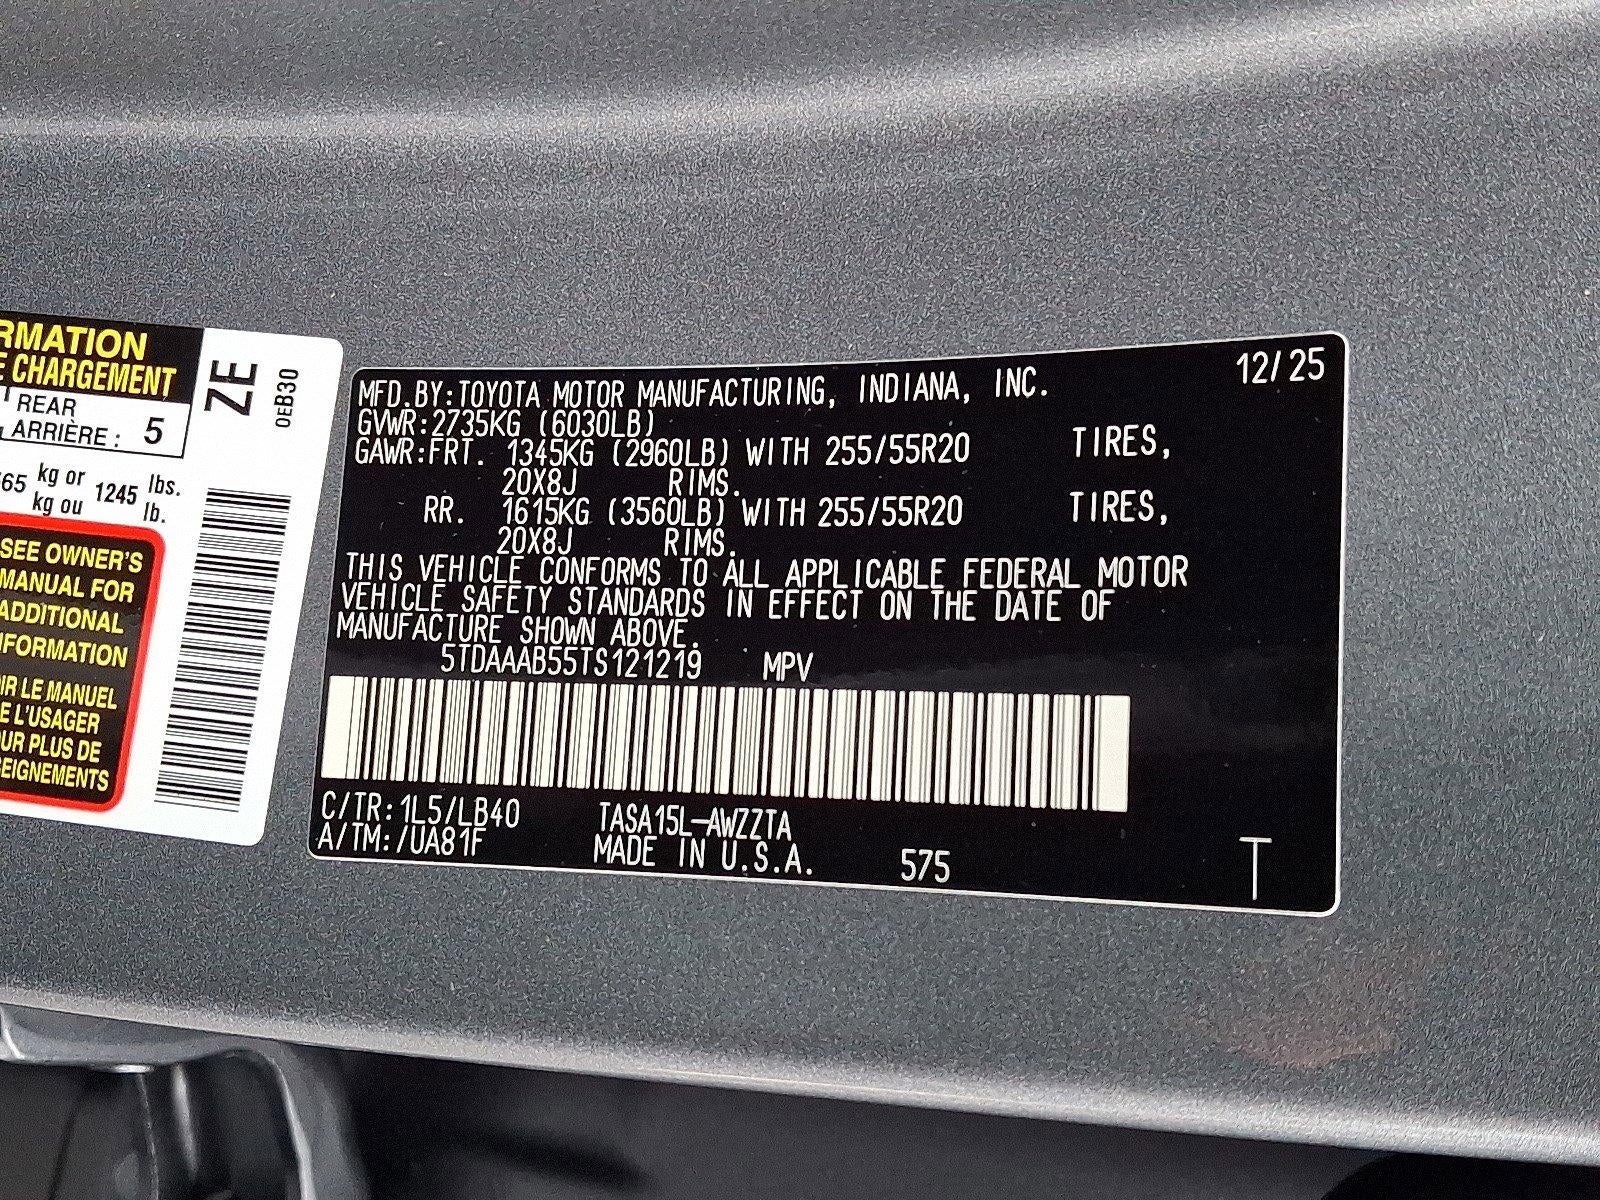 RMATION
E CHARGEMENT
REAR
ARRIÈRE : 5
65 kg or 1245 lbs.
kg ou lb.
SEE OWNER'S
MANUAL FOR
ADDITIONAL
NFORMATION
IR LE MANUEL
E L'USAGER
UR PLUS DE
EIGNEMENTS
ZE
0EB30
12/25
MFD.BY:TOYOTA MOTOR MANUFACTURING, INDIANA, INC.
GVWR:2735KG (6030LB)
GAWR:FRT. 1345KG (2960LB) WITH 255/55R20 TIRES,
20X8J RIMS.
RR. 1615KG (3560LB) WITH 255/55R20 TIRES,
20X8J RIMS.
THIS VEHICLE CONFORMS TO ALL APPLICABLE FEDERAL MOTOR
VEHICLE SAFETY STANDARDS IN EFFECT ON THE DATE OF
MANUFACTURE SHOWN ABOVE.
5TDAAAB55TS121219 MPV
C/TR:1L5/LB40 TASA15L-AWZZTA
A/TM:/UA81F MADE IN U.S.A. 575 T